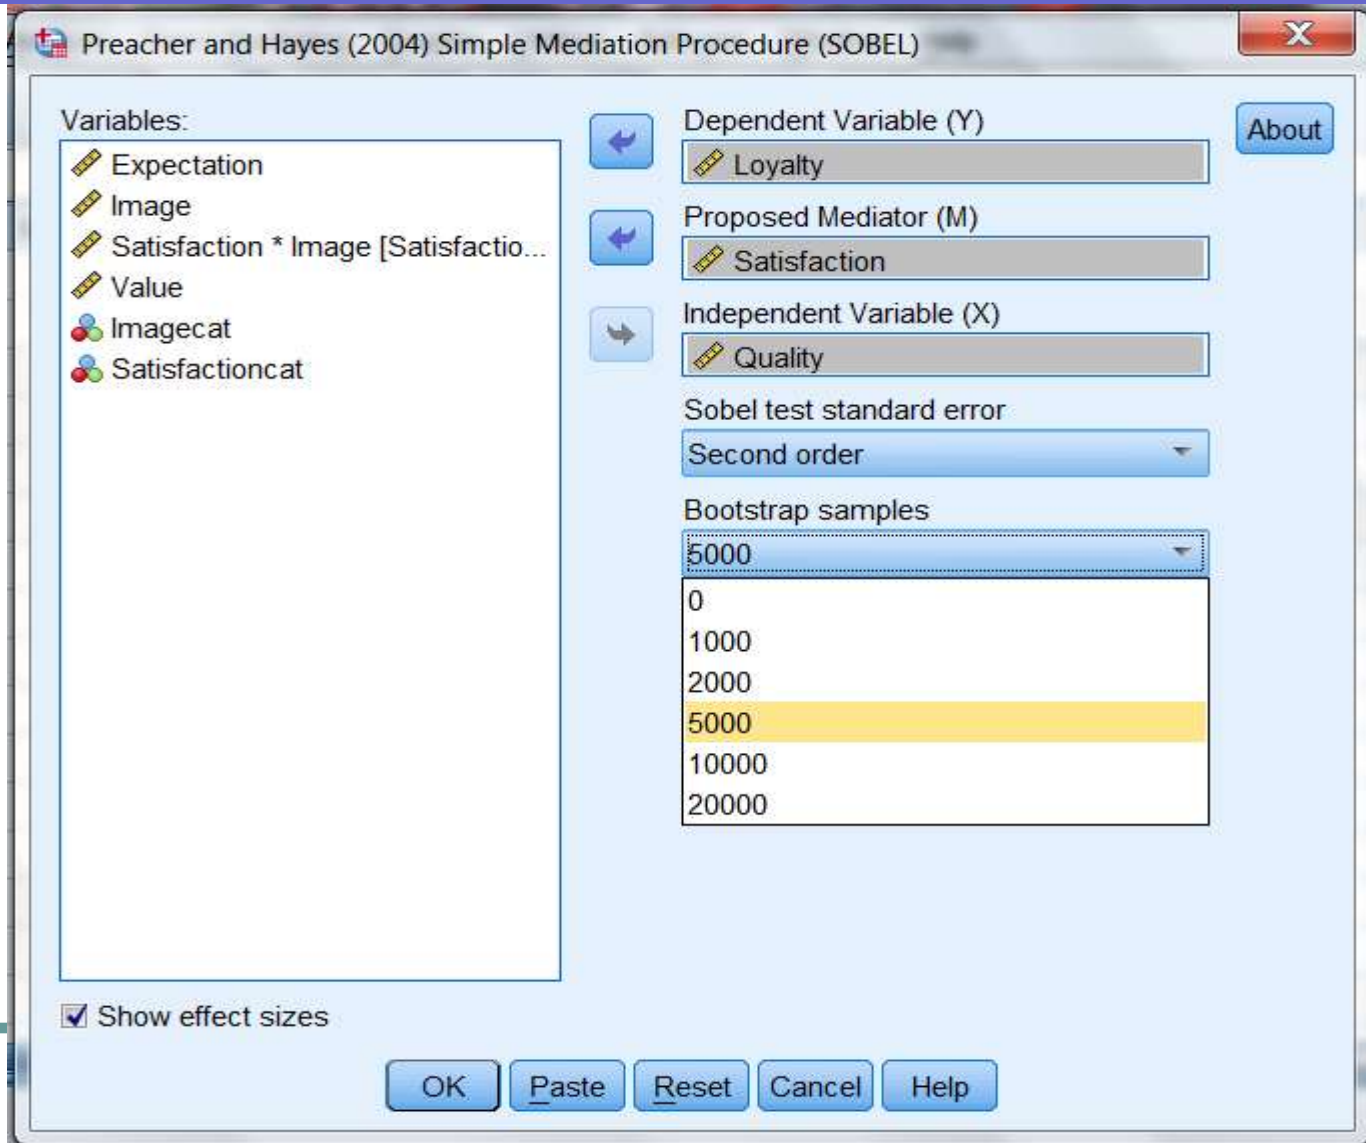 Preacher and Hayes (2004) Simple Mediation Procedure (SOBEL)
Variables:
Expectation
Image
Satisfaction * Image [Satisfactio...
Value
Imagecat
Satisfactioncat
Dependent Variable (Y)
Loyalty
Proposed Mediator (M)
Satisfaction
Independent Variable (X)
Quality
Sobel test standard error
Second order
Bootstrap samples
5000
0
1000
2000
5000
10000
20000
About
Show effect sizes
OK Paste Reset Cancel Help